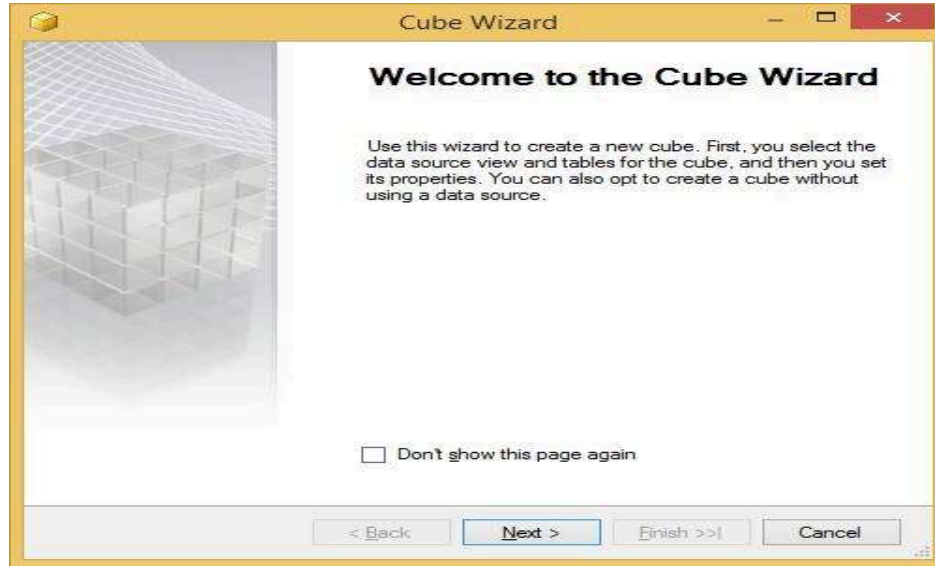 Cube Wizard
Welcome to the Cube Wizard
Use this wizard to create a new cube. First, you select the
data source view and tables for the cube, and then you set
its properties. You can also opt to create a cube without
using a data source.
Don't show this page again
< Back Next > Finish >>| Cancel